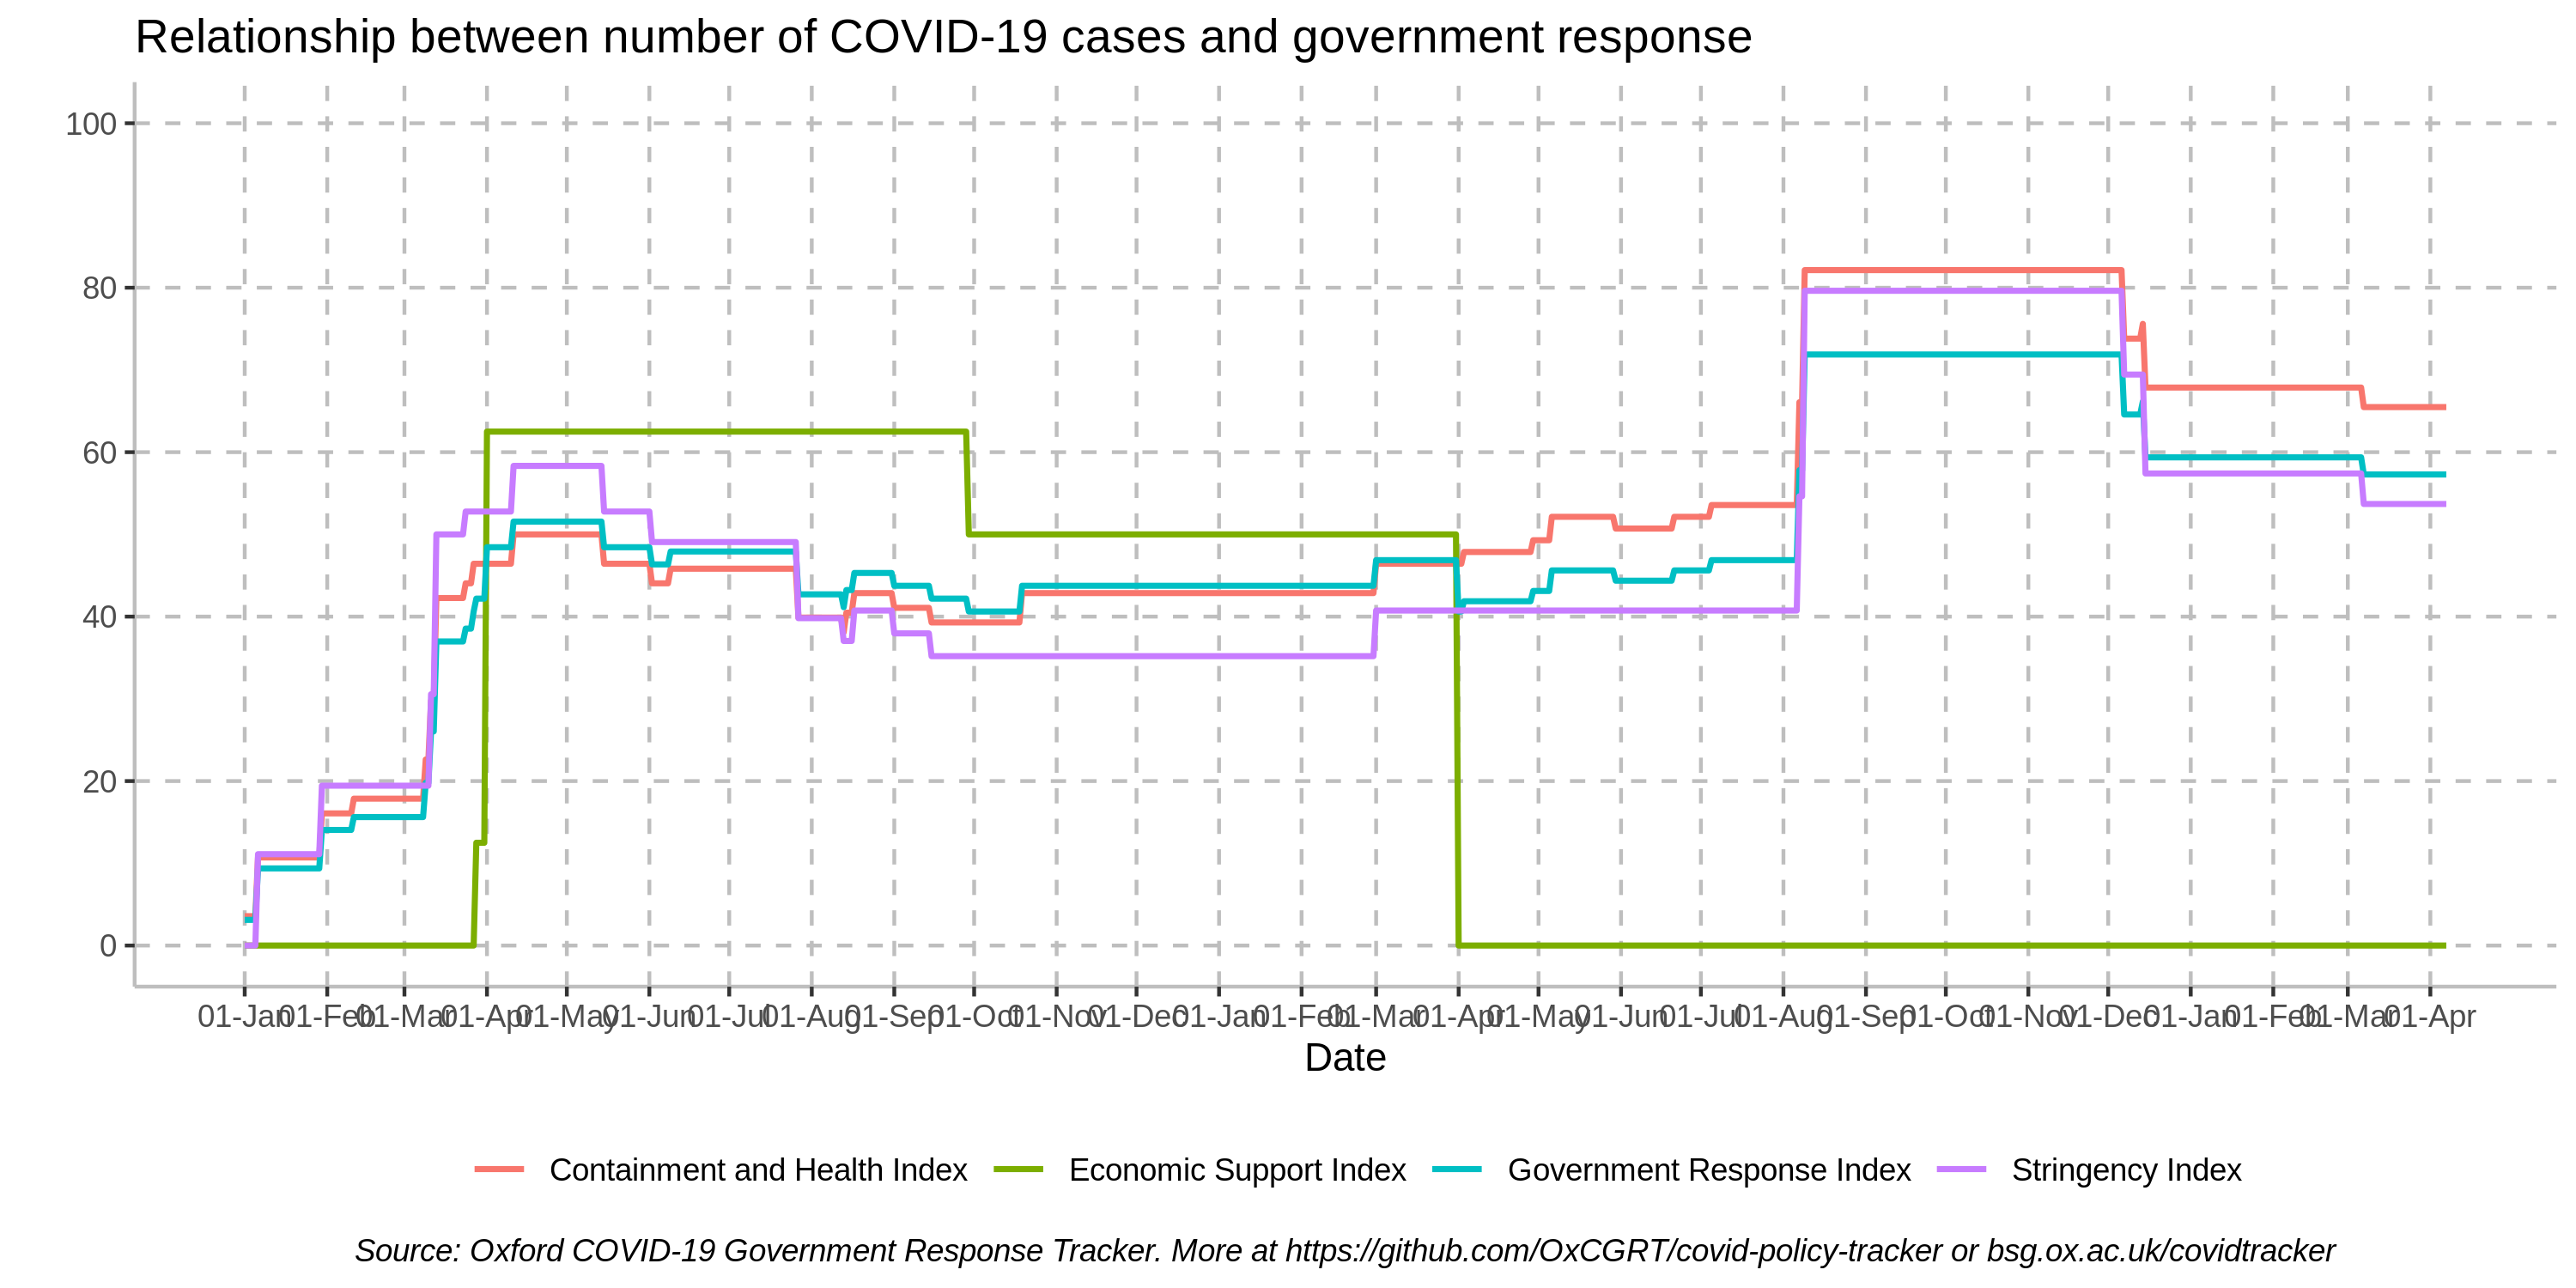 Relationship between number of COVID-19 cases and government response
100
80
60
40
20
0
01-Jan 01-Feb 01-Mar 01-Apr 01-May 01-Jun 01-Jul 01-Aug 01-Sep 01-Oct 01-Nov 01-Dec 01-Jan 01-Feb 01-Mar 01-Apr 01-May 01-Jun 01-Jul 01-Aug 01-Sep 01-Oct 01-Nov 01-Dec 01-Jan 01-Feb 01-Mar 01-Apr
Date
Containment and Health Index Economic Support Index Government Response Index Stringency Index
Source: Oxford COVID-19 Government Response Tracker. More at https://github.com/OxCGRT/covid-policy-tracker or bsg.ox.ac.uk/covidtracker